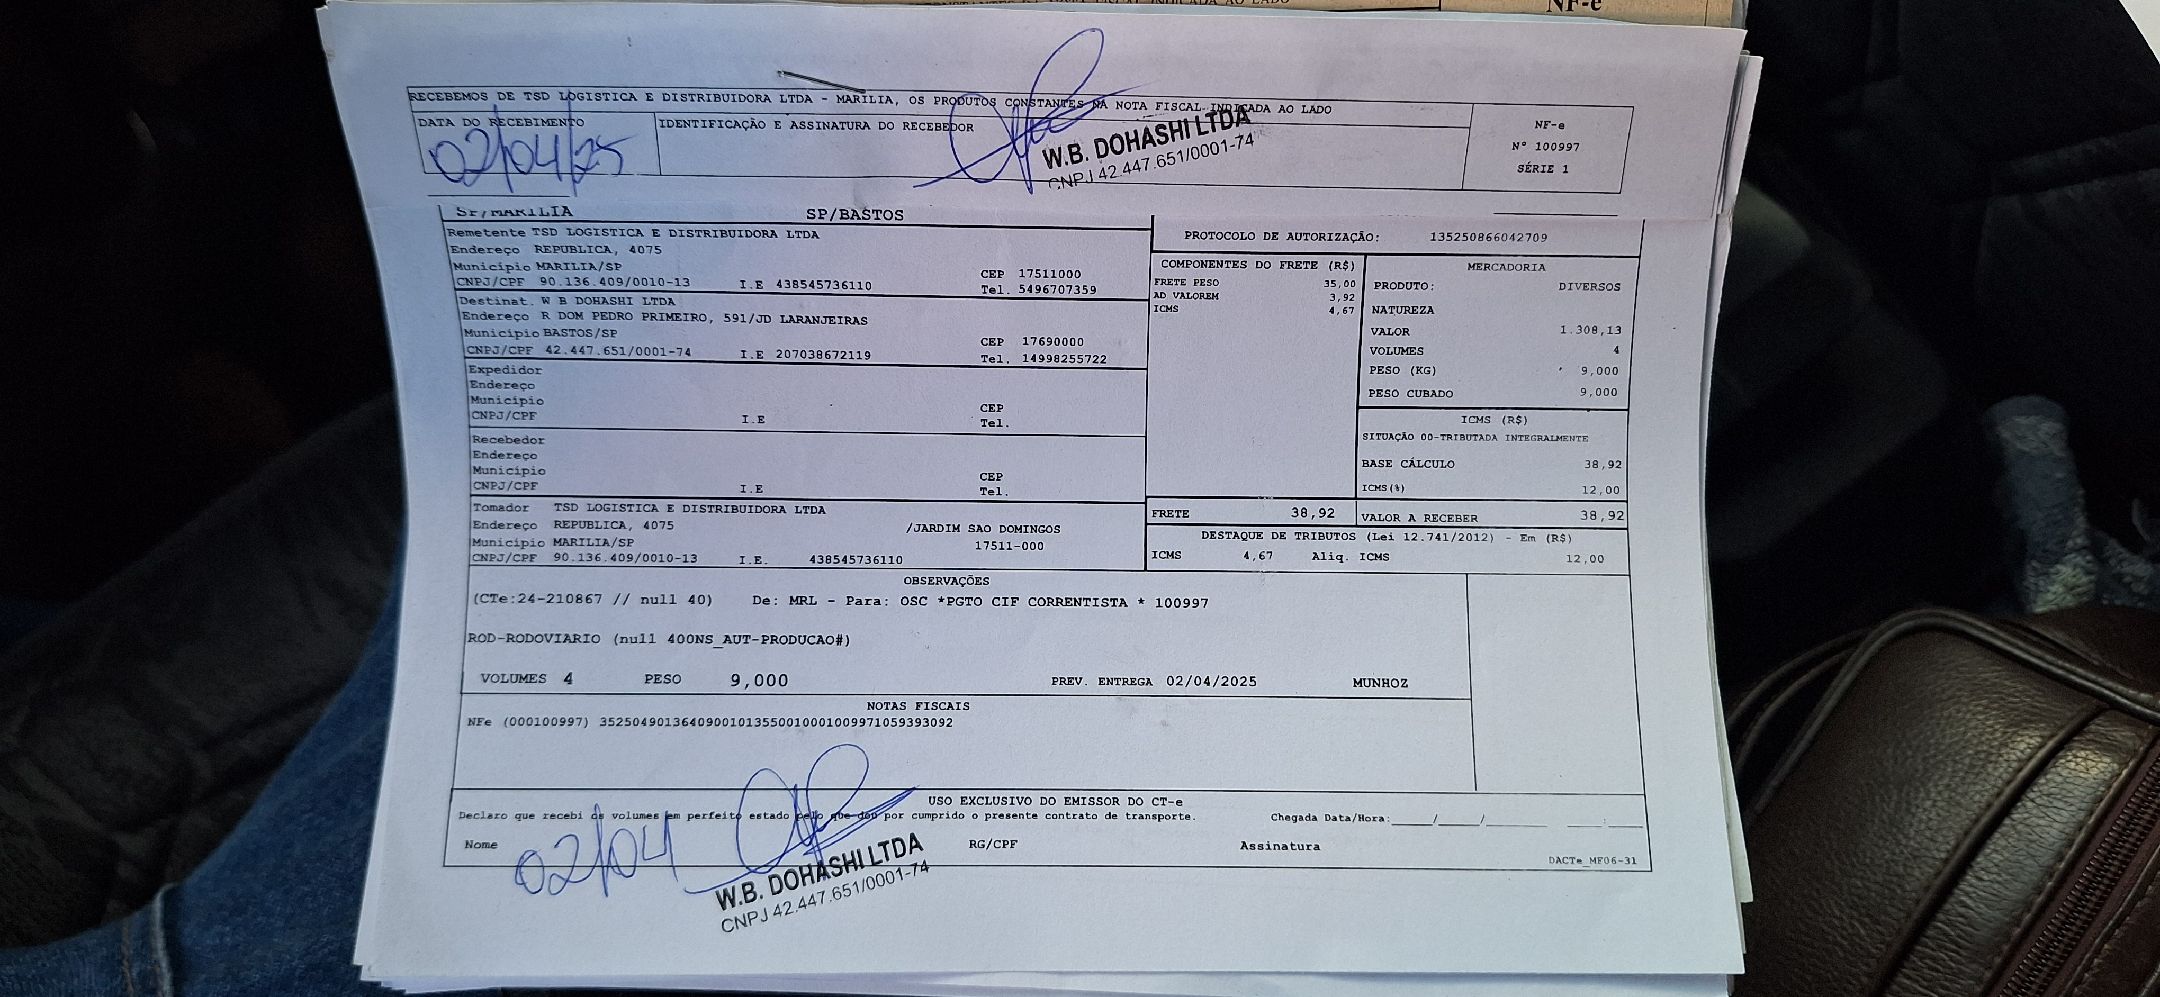 NF-e
RECEBEMOS DE TSD LOGISTICA E DISTRIBUIDORA LTDA - MARILIA, OS PRODUTOS CONSTANTES NA NOTA FISCAL INDICADA AO LADO
DATA DO RECEBIMENTO
IDENTIFICAÇÃO E ASSINATURA DO RECEBEDOR
02/04/25
W.B. DOHASHI LTDA
CNPJ 42.447.651/0001-74
NF-e
Nº 100997
SÉRIE 1
SP/MARILIA SP/BASTOS
Remetente TSD LOGISTICA E DISTRIBUIDORA LTDA
Endereço REPUBLICA, 4075
Município MARILIA/SP CEP 17511000
CNPJ/CPF 90.136.409/0010-13 I.E 438545736110 Tel. 5496707359
Destinat. W B DOHASHI LTDA
Endereço R DOM PEDRO PRIMEIRO, 591/JD LARANJEIRAS
Município BASTOS/SP CEP 17690000
CNPJ/CPF 42.447.651/0001-74 I.E 207038672119 Tel. 14998255722
Expedidor
Endereço
Município CEP
CNPJ/CPF I.E Tel.
Recebedor
Endereço
Município CEP
CNPJ/CPF I.E Tel.
Tomador TSD LOGISTICA E DISTRIBUIDORA LTDA
Endereço REPUBLICA, 4075 /JARDIM SAO DOMINGOS
Município MARILIA/SP 17511-000
CNPJ/CPF 90.136.409/0010-13 I.E. 438545736110
PROTOCOLO DE AUTORIZAÇÃO: 135250866042709
COMPONENTES DO FRETE (R$)
FRETE PESO 35,00
AD VALOREM 3,92
ICMS 4,67
MERCADORIA
PRODUTO: DIVERSOS
NATUREZA
VALOR 1.308,13
VOLUMES 4
PESO (KG) 9,000
PESO CUBADO 9,000
ICMS (R$)
SITUAÇÃO 00-TRIBUTADA INTEGRALMENTE
BASE CÁLCULO 38,92
ICMS(%) 12,00
FRETE 38,92
VALOR A RECEBER 38,92
DESTAQUE DE TRIBUTOS (Lei 12.741/2012) - Em (R$)
ICMS 4,67 Aliq. ICMS 12,00
OBSERVAÇÕES
(CTe:24-210867 // null 40) De: MRL - Para: OSC *PGTO CIF CORRENTISTA * 100997
ROD-RODOVIARIO (null 400NS_AUT-PRODUCAO#)
VOLUMES 4 PESO 9,000 PREV. ENTREGA 02/04/2025 MUNHOZ
NOTAS FISCAIS
NFe (000100997) 35250490136409001013550010001009971059393092
USO EXCLUSIVO DO EMISSOR DO CT-e
Declaro que recebi os volumes em perfeito estado pelo que dou por cumprido o presente contrato de transporte. Chegada Data/Hora:____/____/______ ____:____
Nome RG/CPF Assinatura
02/04
DACTe_MF06-31
W.B. DOHASHI LTDA
CNPJ 42.447.651/0001-74